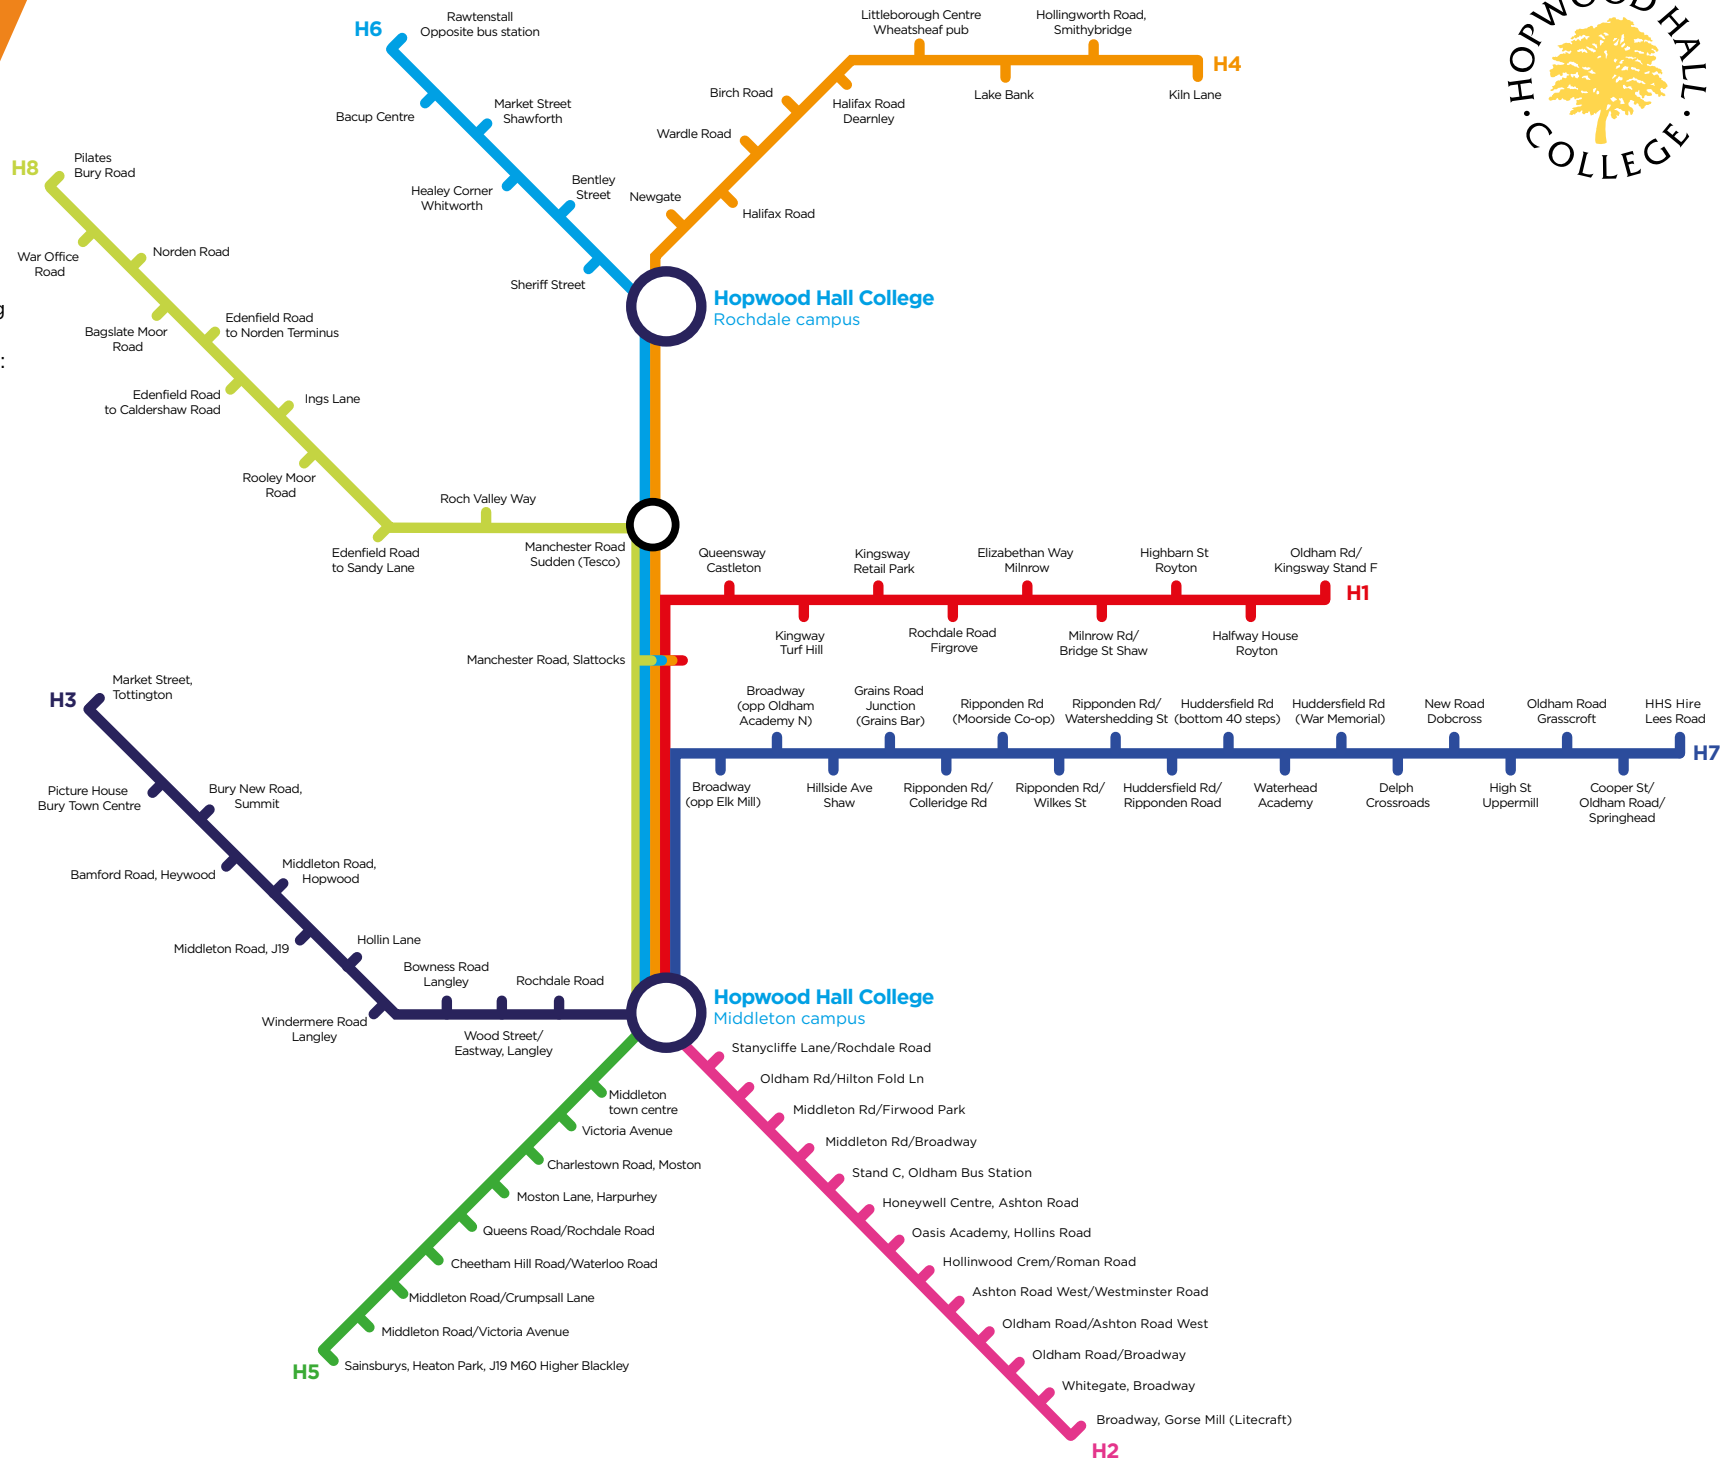 H6
Rawtenstall
Opposite bus station
Bacup Centre
Market Street
Shawforth
Healey Corner
Whitworth
Bentley
Street
Sheriff Street
Littleborough Centre
Wheatsheaf pub
Hollingworth Road,
Smithybridge
H4
Birch Road
Halifax Road
Dearnley
Lake Bank
Kiln Lane
Wardle Road
Newgate
Halifax Road
HOPWOOD HALL
· COLLEGE ·
H8
Pilates
Bury Road
War Office
Road
Norden Road
g
:
Bagslate Moor
Road
Edenfield Road
to Norden Terminus
Edenfield Road
to Caldershaw Road
Ings Lane
Rooley Moor
Road
Edenfield Road
to Sandy Lane
Roch Valley Way
Manchester Road
Sudden (Tesco)
Hopwood Hall College
Rochdale campus
Queensway
Castleton
Kingsway
Retail Park
Elizabethan Way
Milnrow
Highbarn St
Royton
Oldham Rd/
Kingsway Stand F
H1
Kingway
Turf Hill
Rochdale Road
Firgrove
Milnrow Rd/
Bridge St Shaw
Halfway House
Royton
Manchester Road, Slattocks
Broadway
(opp Oldham
Academy N)
Grains Road
Junction
(Grains Bar)
Ripponden Rd
(Moorside Co-op)
Ripponden Rd/
Watershedding St
Huddersfield Rd
(bottom 40 steps)
Huddersfield Rd
(War Memorial)
New Road
Dobcross
Oldham Road
Grasscroft
HHS Hire
Lees Road
H7
Broadway
(opp Elk Mill)
Hillside Ave
Shaw
Ripponden Rd/
Colleridge Rd
Ripponden Rd/
Wilkes St
Huddersfield Rd/
Ripponden Road
Waterhead
Academy
Delph
Crossroads
High St
Uppermill
Cooper St/
Oldham Road/
Springhead
H3
Market Street,
Tottington
Picture House
Bury Town Centre
Bury New Road,
Summit
Bamford Road, Heywood
Middleton Road,
Hopwood
Middleton Road, J19
Hollin Lane
Windermere Road
Langley
Bowness Road
Langley
Wood Street/
Eastway, Langley
Rochdale Road
Hopwood Hall College
Middleton campus
Middleton
town centre
Victoria Avenue
Charlestown Road, Moston
Moston Lane, Harpurhey
Queens Road/Rochdale Road
Cheetham Hill Road/Waterloo Road
Middleton Road/Crumpsall Lane
Middleton Road/Victoria Avenue
Sainsburys, Heaton Park, J19 M60 Higher Blackley
H5
Stanycliffe Lane/Rochdale Road
Oldham Rd/Hilton Fold Ln
Middleton Rd/Firwood Park
Middleton Rd/Broadway
Stand C, Oldham Bus Station
Honeywell Centre, Ashton Road
Oasis Academy, Hollins Road
Hollinwood Crem/Roman Road
Ashton Road West/Westminster Road
Oldham Road/Ashton Road West
Oldham Road/Broadway
Whitegate, Broadway
Broadway, Gorse Mill (Litecraft)
H2